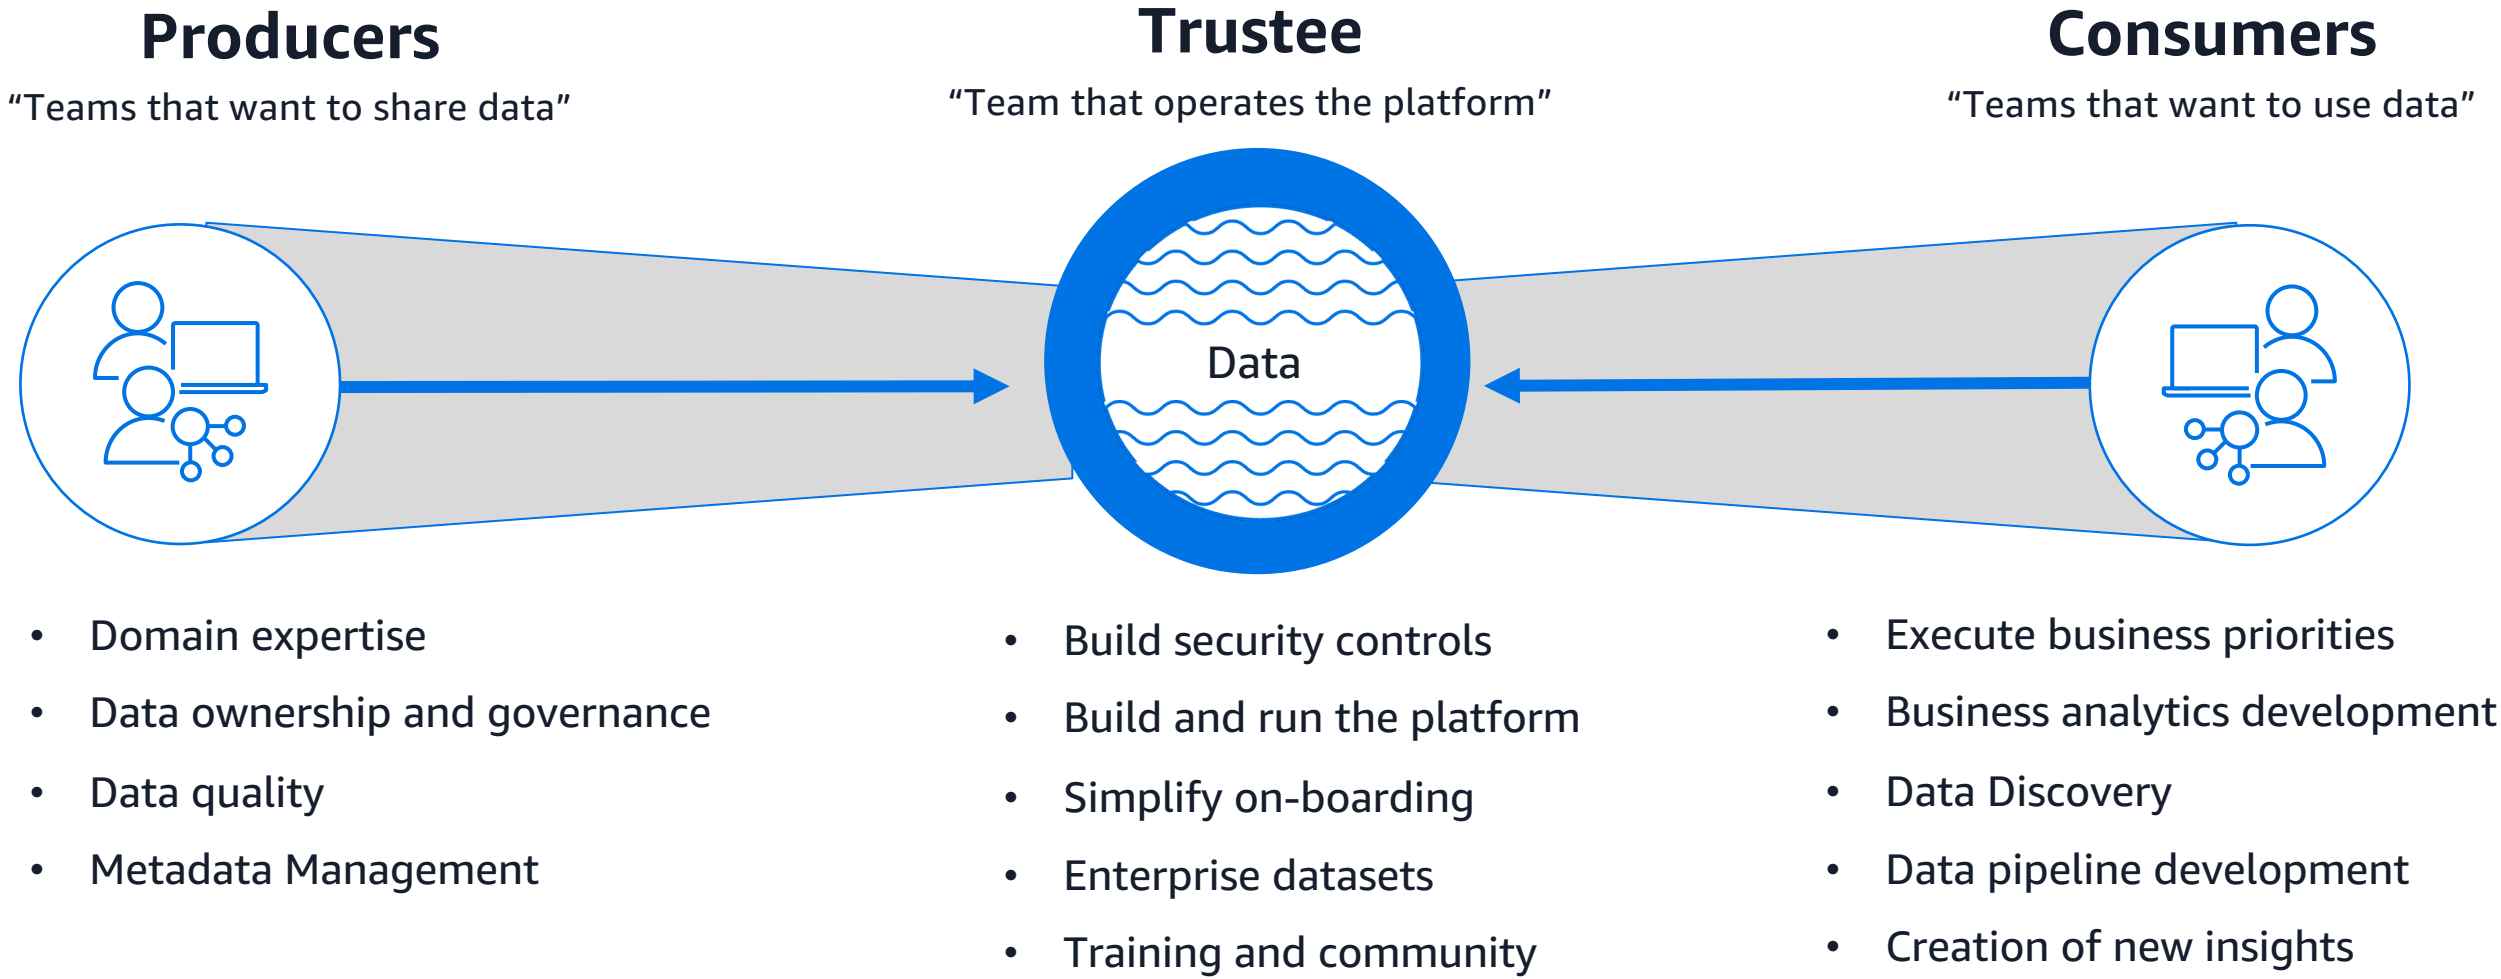 Producers
“Teams that want to share data”
Trustee
“Team that operates the platform”
Consumers
“Teams that want to use data”
Data
• Domain expertise
• Data ownership and governance
• Data quality
• Metadata Management
• Build security controls
• Build and run the platform
• Simplify on-boarding
• Enterprise datasets
• Training and community
• Execute business priorities
• Business analytics development
• Data Discovery
• Data pipeline development
• Creation of new insights